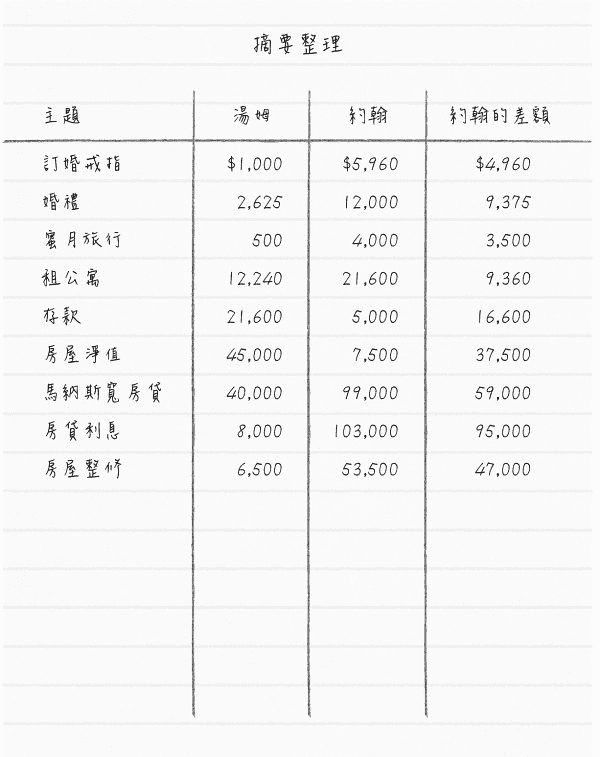 摘要整理
主題 湯姆 約翰 約翰的差額
訂婚戒指 $1,000 $5,960 $4,960
婚禮 2,625 12,000 9,375
蜜月旅行 500 4,000 3,500
租公寓 12,240 21,600 9,360
存款 21,600 5,000 16,600
房屋淨值 45,000 7,500 37,500
馬納斯寬房貸 40,000 99,000 59,000
房貸利息 8,000 103,000 95,000
房屋整修 6,500 53,500 47,000